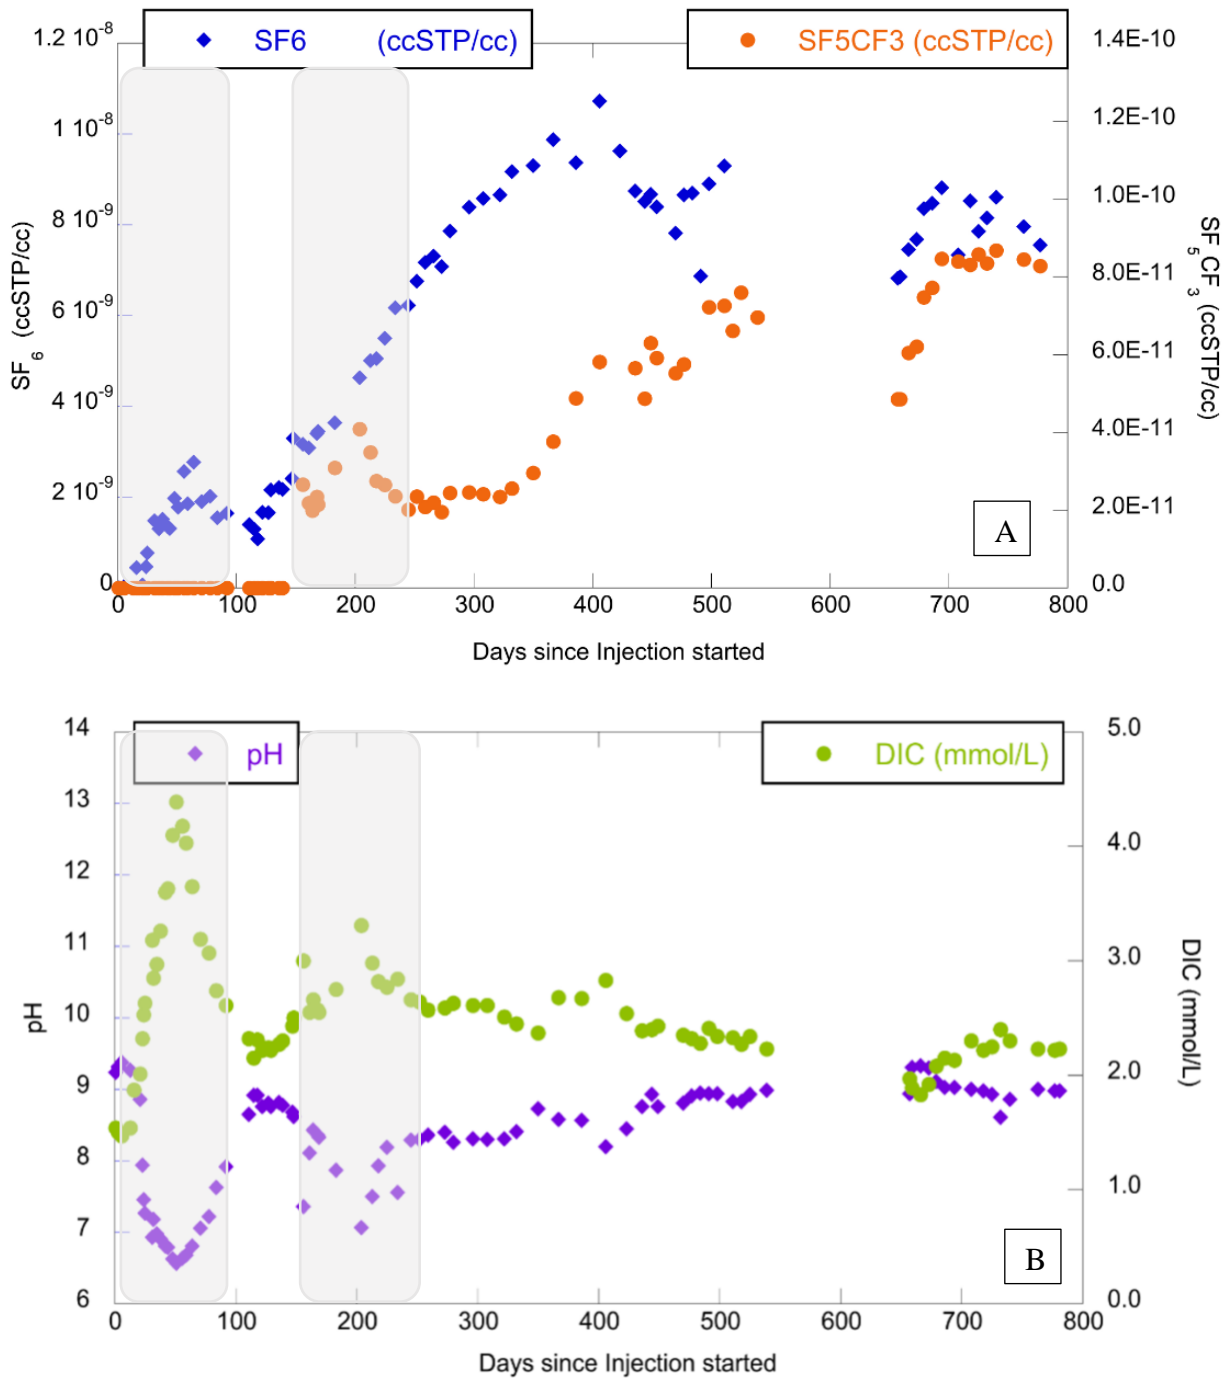 SF6 (ccSTP/cc)
SF5CF3 (ccSTP/cc)
1.2 10-8
1 10-8
8 10-9
6 10-9
4 10-9
2 10-9
0
SF6 (ccSTP/cc)
1.4E-10
1.2E-10
1.0E-10
8.0E-11
6.0E-11
4.0E-11
2.0E-11
0.0
SF5CF3 (ccSTP/cc)
A
0 100 200 300 400 500 600 700 800
Days since Injection started
pH
DIC (mmol/L)
14
13
12
11
10
9
8
7
6
pH
5.0
4.0
3.0
2.0
1.0
0.0
DIC (mmol/L)
B
0 100 200 300 400 500 600 700 800
Days since Injection started